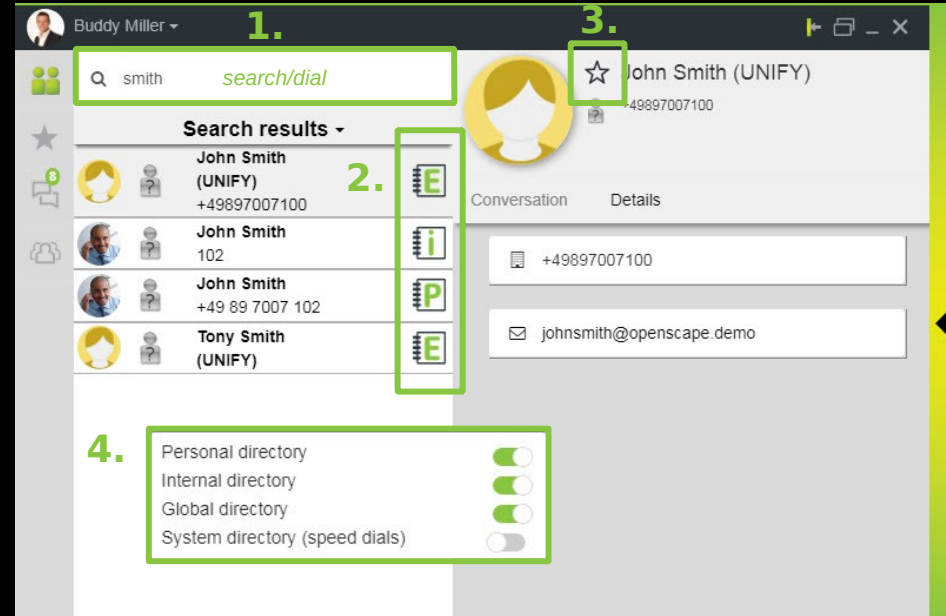 Buddy Miller
1.
3.
smith
search/dial
John Smith (UNIFY)
+49897007100
Search results
2.
John Smith
(UNIFY)
+49897007100
E
John Smith
102
i
John Smith
+49 89 7007 102
P
Tony Smith
(UNIFY)
E
8
Conversation
Details
+49897007100
johnsmith@openscape.demo
4.
Personal directory
Internal directory
Global directory
System directory (speed dials)